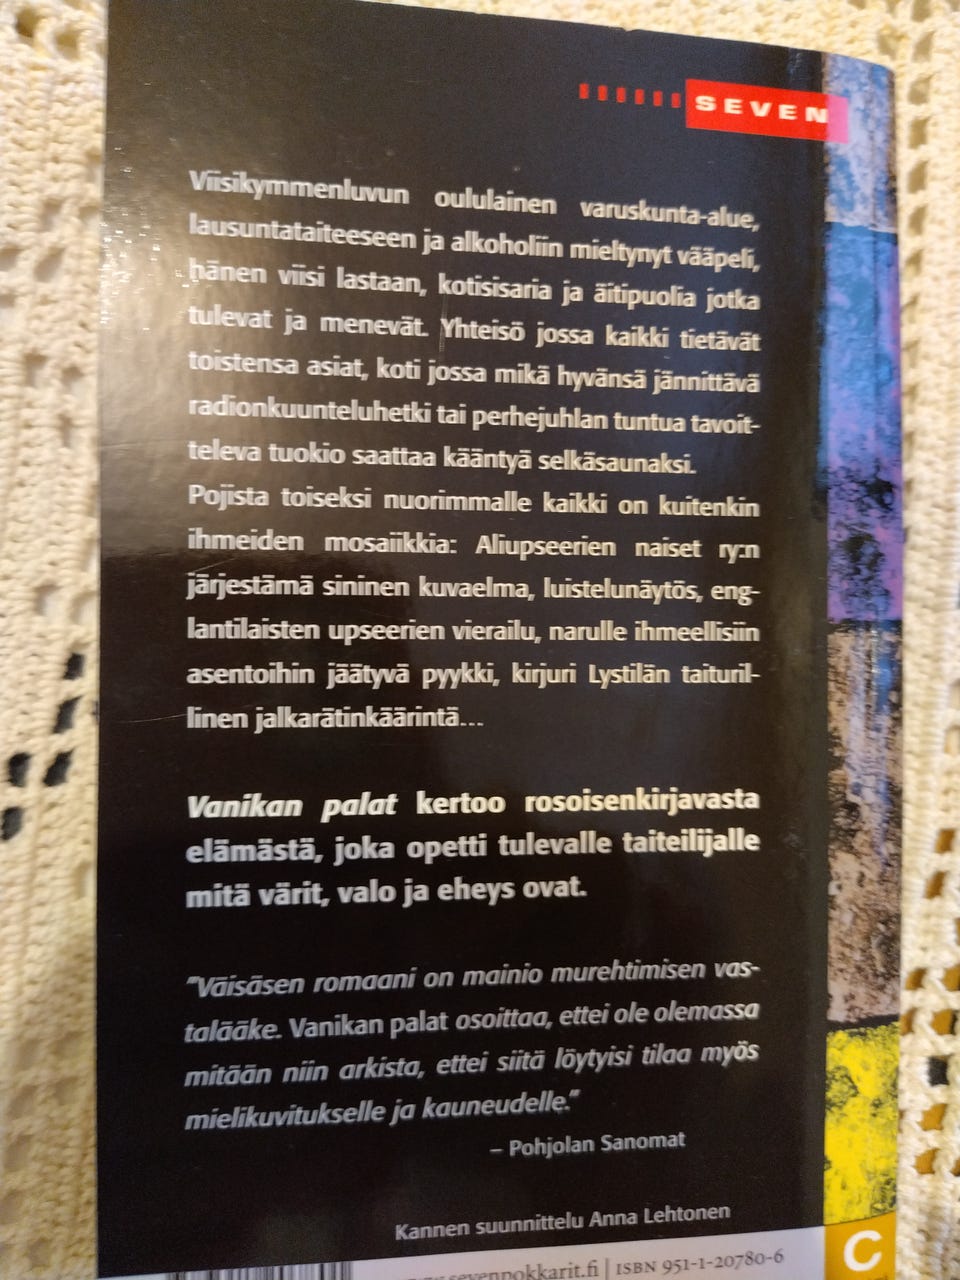 SEVEN
Viisikymmenluvun oululainen varuskunta-alue,
lausuntataiteeseen ja alkoholiin mieltynyt vääpeli,
hänen viisi lastaan, kotisisaria ja äitipuolia jotka
tulevat ja menevät. Yhteisö jossa kaikki tietävät
toistensa asiat, koti jossa mikä hyvänsä jännittävä
radionkuunteluhetki tai perhejuhlan tuntua tavoit-
televa tuokio saattaa kääntyä selkäsaunaksi.
Pojista toiseksi nuorimmalle kaikki on kuitenkin
ihmeiden mosaiikkia: Aliupseerien naiset ry:n
järjestämä sininen kuvaelma, luistelunäytös, eng-
lantilaisten upseerien vierailu, narulle ihmeellisiin
asentoihin jäätyvä pyykki, kirjuri Lystilän taituril-
linen jalkarätinkäärintä...
Vanikan palat kertoo rosoisenkirjavasta
elämästä, joka opetti tulevalle taiteilijalle
mitä värit, valo ja eheys ovat.
"Väisäsen romaani on mainio murehtimisen vas-
talääke. Vanikan palat osoittaa, ettei ole olemassa
mitään niin arkista, ettei siitä löytyisi tilaa myös
mielikuvitukselle ja kauneudelle."
– Pohjolan Sanomat
Kannen suunnittelu Anna Lehtonen
sevenpokkarit.fi | ISBN 951-1-20780-6
C